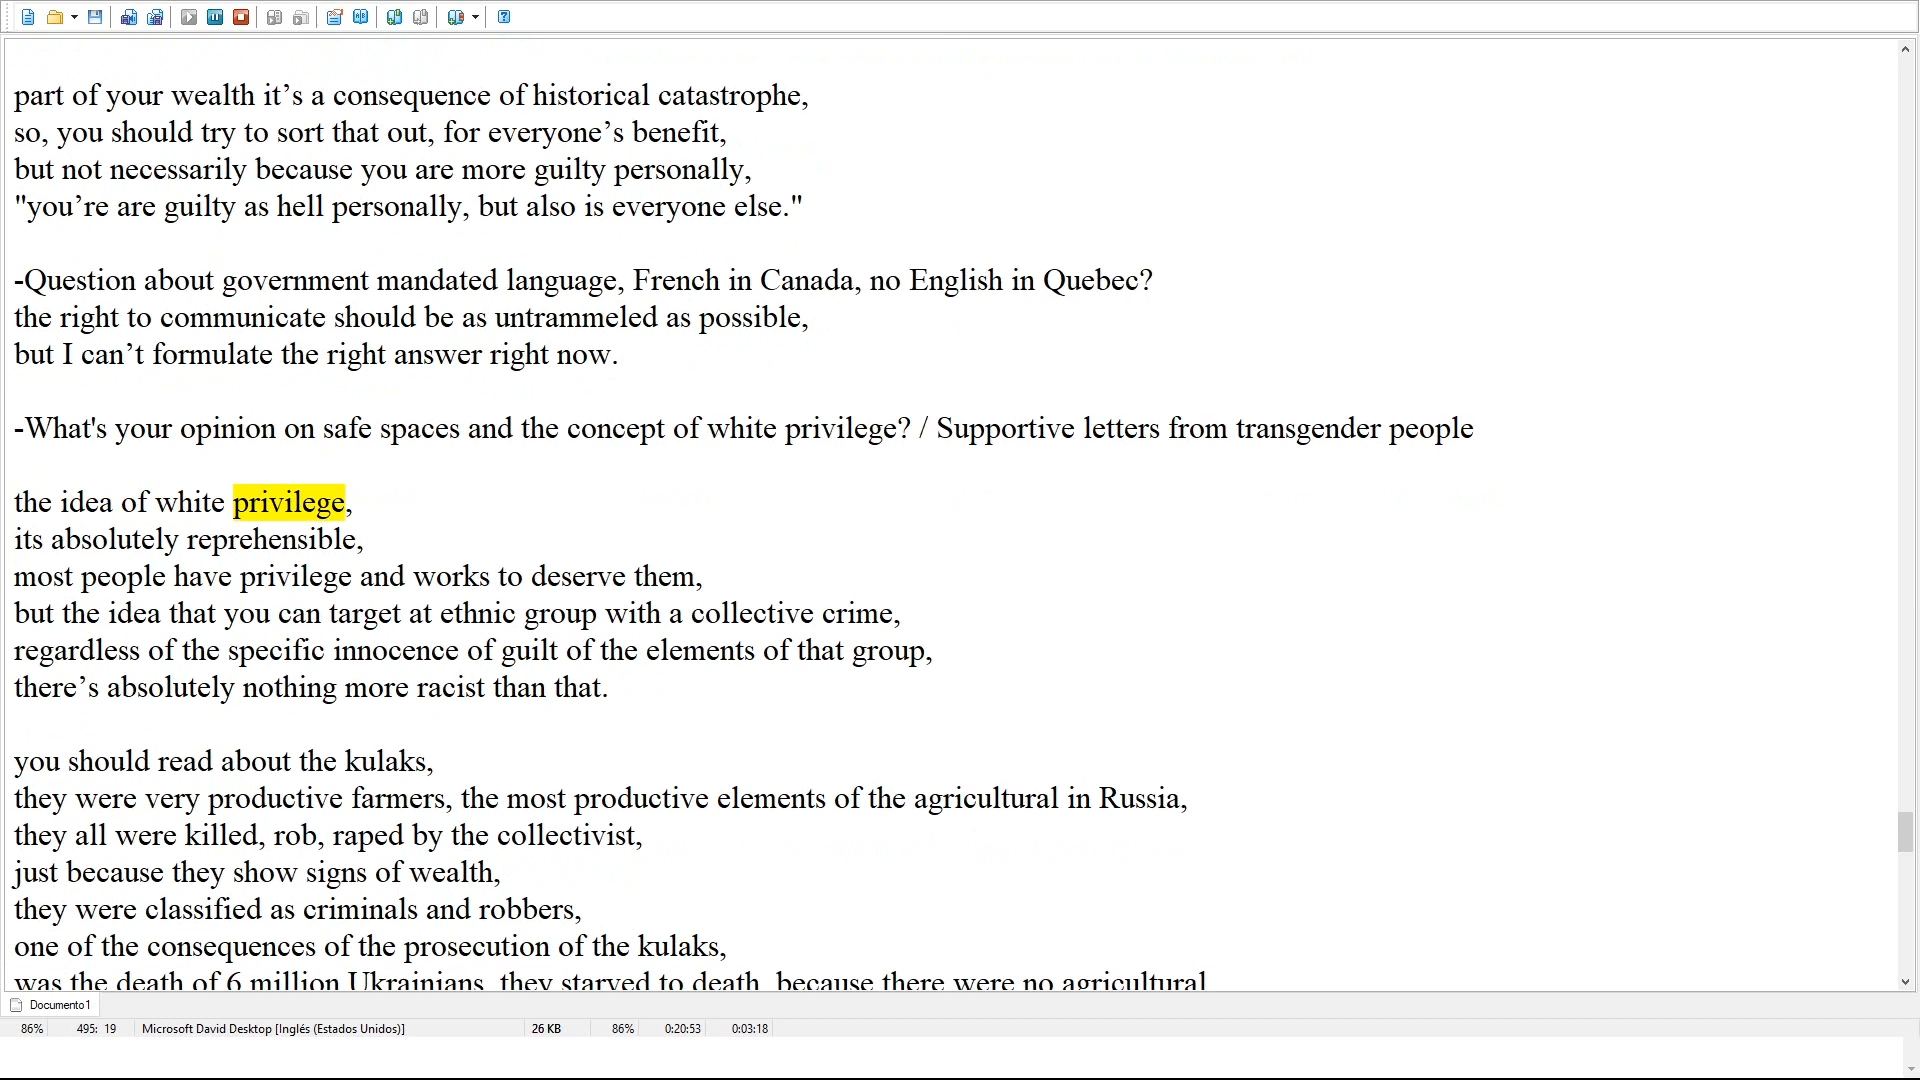 part of your wealth it’s a consequence of historical catastrophe,
so, you should try to sort that out, for everyone’s benefit,
but not necessarily because you are more guilty personally,
"you’re are guilty as hell personally, but also is everyone else."
-Question about government mandated language, French in Canada, no English in Quebec?
the right to communicate should be as untrammeled as possible,
but I can’t formulate the right answer right now.
-What's your opinion on safe spaces and the concept of white privilege? / Supportive letters from transgender people
the idea of white privilege,
its absolutely reprehensible,
most people have privilege and works to deserve them,
but the idea that you can target at ethnic group with a collective crime,
regardless of the specific innocence of guilt of the elements of that group,
there’s absolutely nothing more racist than that.
you should read about the kulaks,
they were very productive farmers, the most productive elements of the agricultural in Russia,
they all were killed, rob, raped by the collectivist,
just because they show signs of wealth,
they were classified as criminals and robbers,
one of the consequences of the prosecution of the kulaks,
was the death of 6 million Ukrainians, they starved to death, because there were no agricultural
Documento1
86% 495: 19 Microsoft David Desktop [Inglés (Estados Unidos)] 26 KB 86% 0:20:53 0:03:18